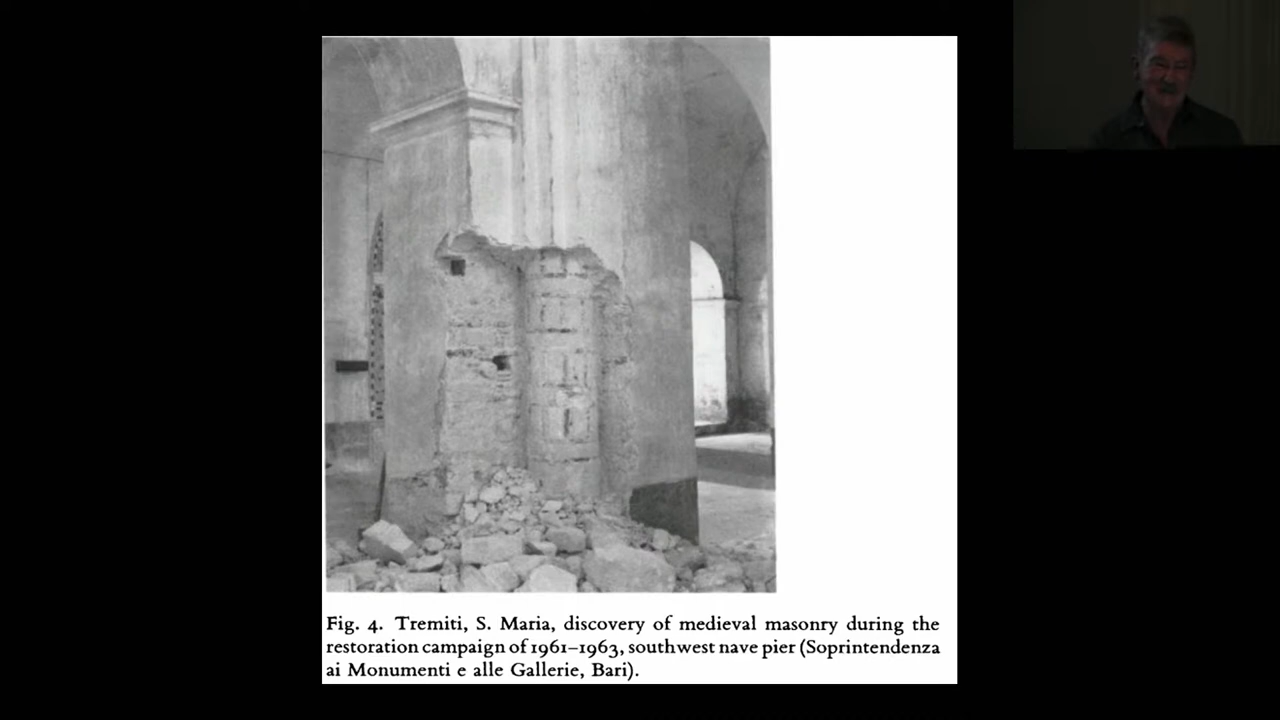 Fig. 4. Tremiti, S. Maria, discovery of medieval masonry during the
restoration campaign of 1961–1963, southwest nave pier (Soprintendenza
ai Monumenti e alle Gallerie, Bari).